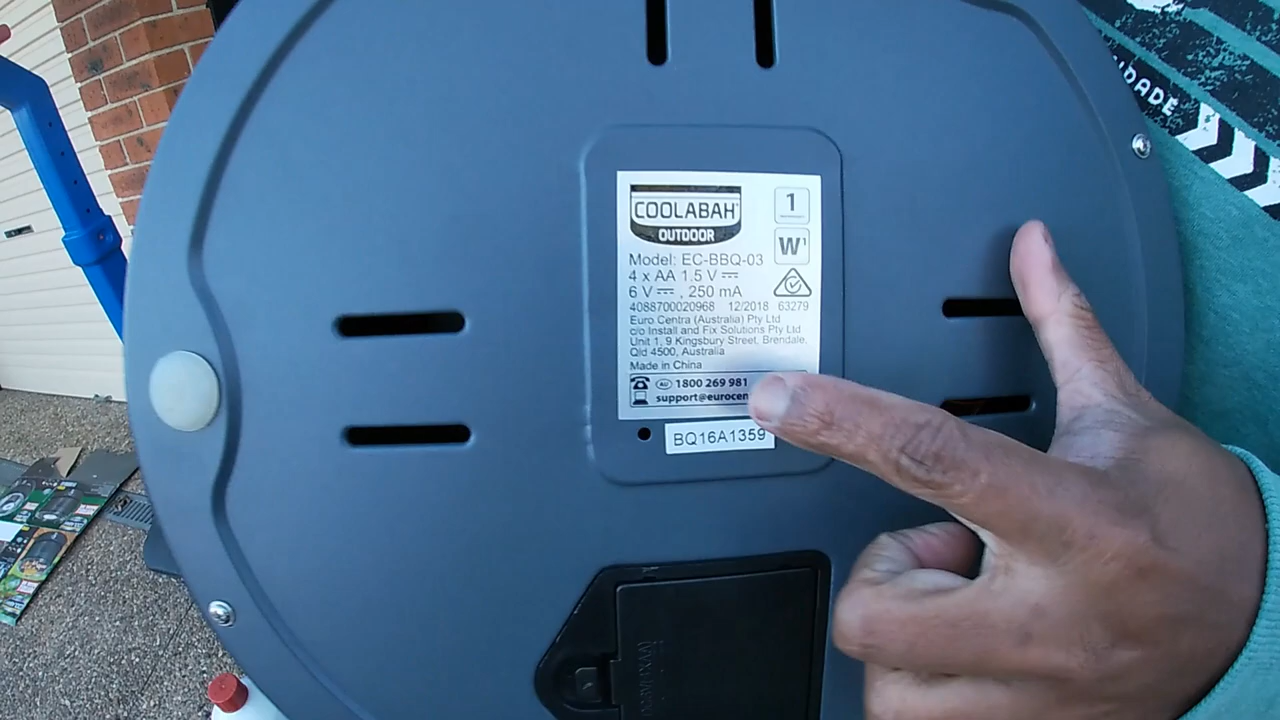 COOLABAH
OUTDOOR
1
W1
Model: EC-BBQ-03
4 x AA 1.5 V
6 V , 250 mA
4088700020968 12/2018 63279
Euro Centra (Australia) Pty Ltd
c/o Install and Fix Solutions Pty Ltd
Unit 1, 9 Kingsbury Street, Brendale,
Qld 4500, Australia
Made in China
AU 1800 269 981
support@eurocen
BQ16A1359